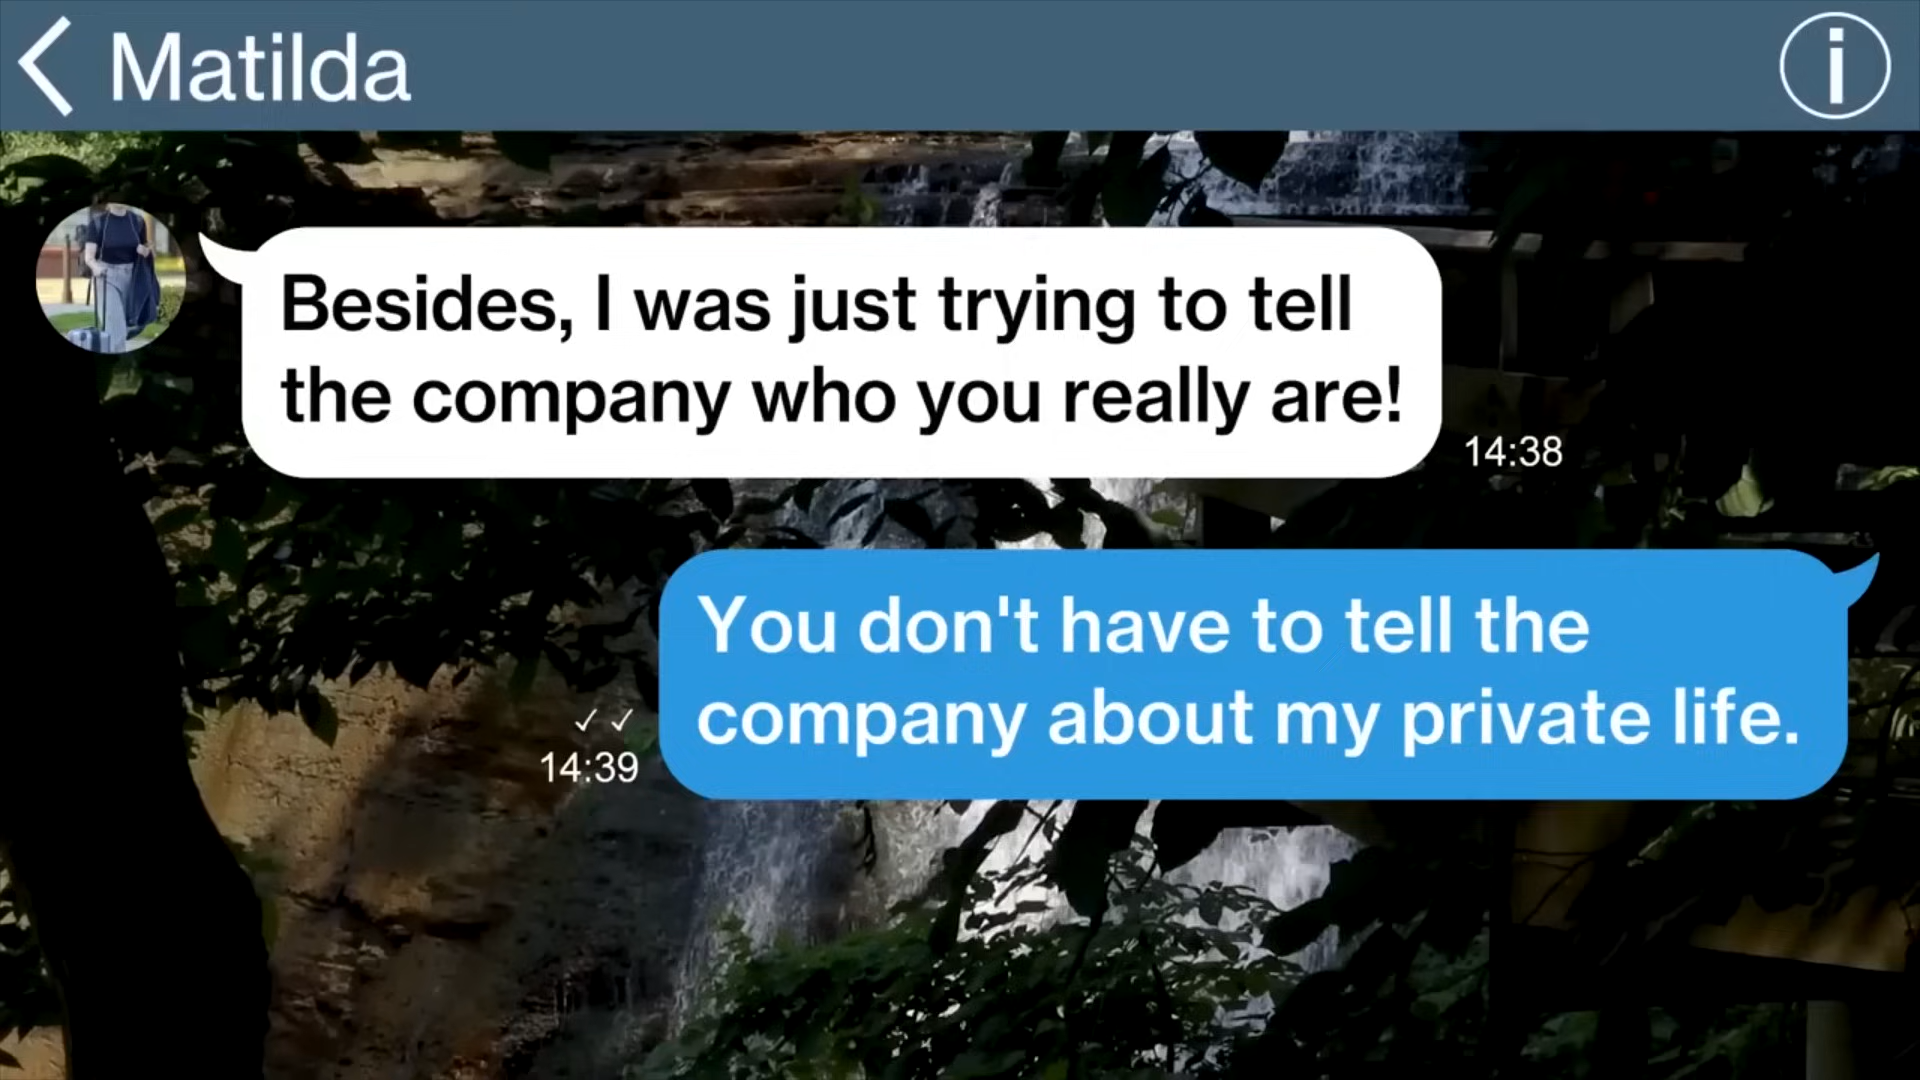 Matilda
Besides, I was just trying to tell
the company who you really are!
14:38
You don't have to tell the
company about my private life.
14:39